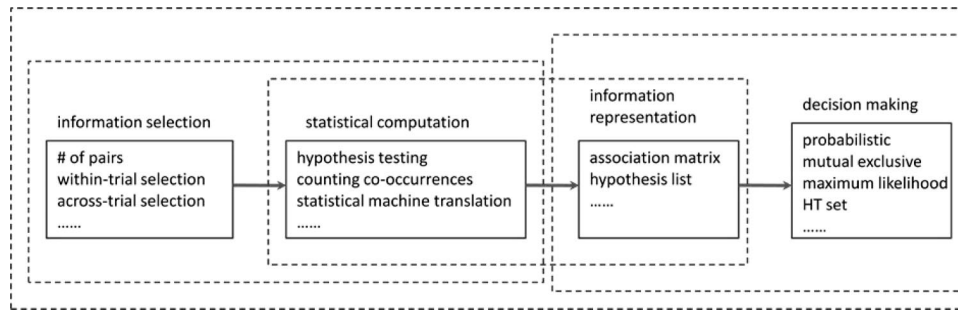 information selection
# of pairs
within-trial selection
across-trial selection
......
statistical computation
hypothesis testing
counting co-occurrences
statistical machine translation
......
information
representation
association matrix
hypothesis list
......
decision making
probabilistic
mutual exclusive
maximum likelihood
HT set
......